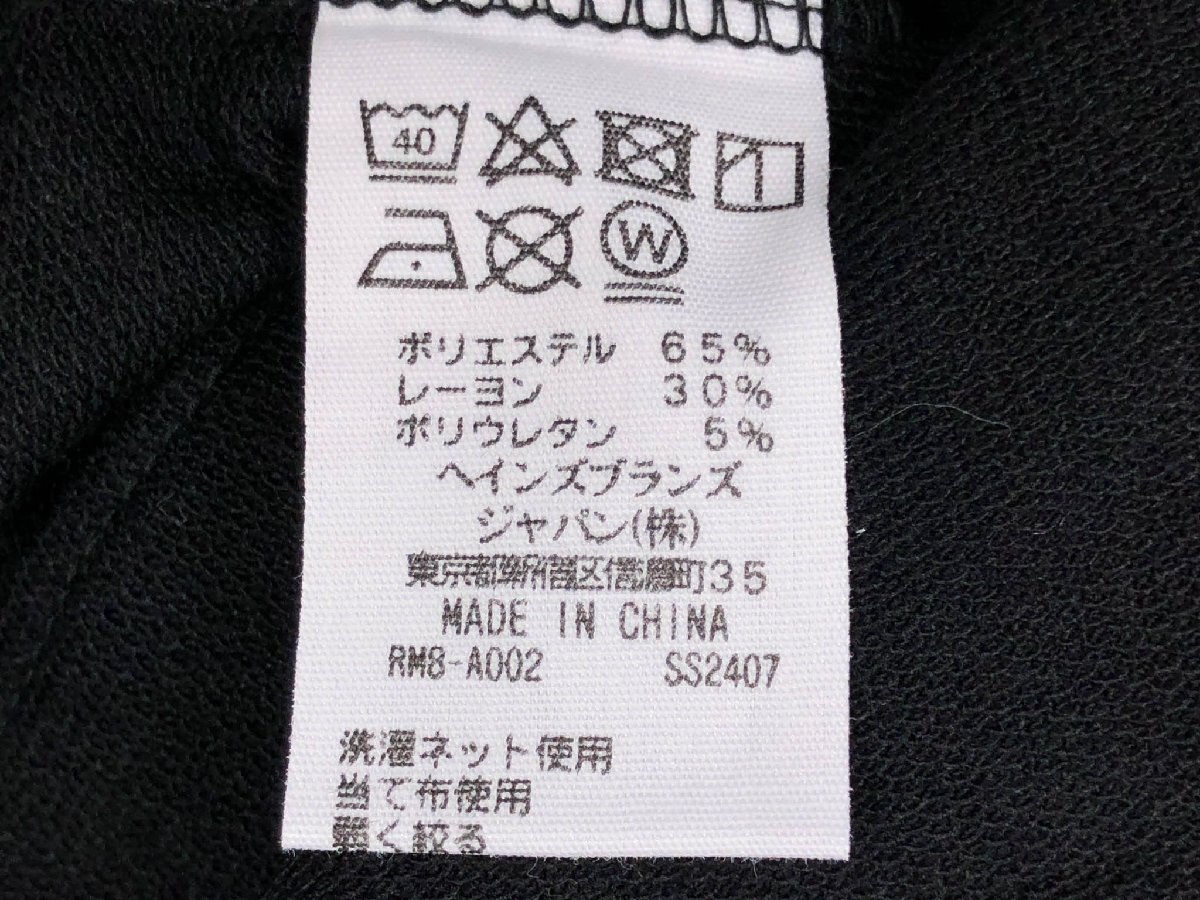 40
W
ポリエステル 65%
レーヨン 30%
ポリウレタン 5%
ヘインズブランズ
ジャパン(株)
東京都新宿区信濃町35
MADE IN CHINA
RM8-A002 SS2407
洗濯ネット使用
当て布使用
軽く絞る